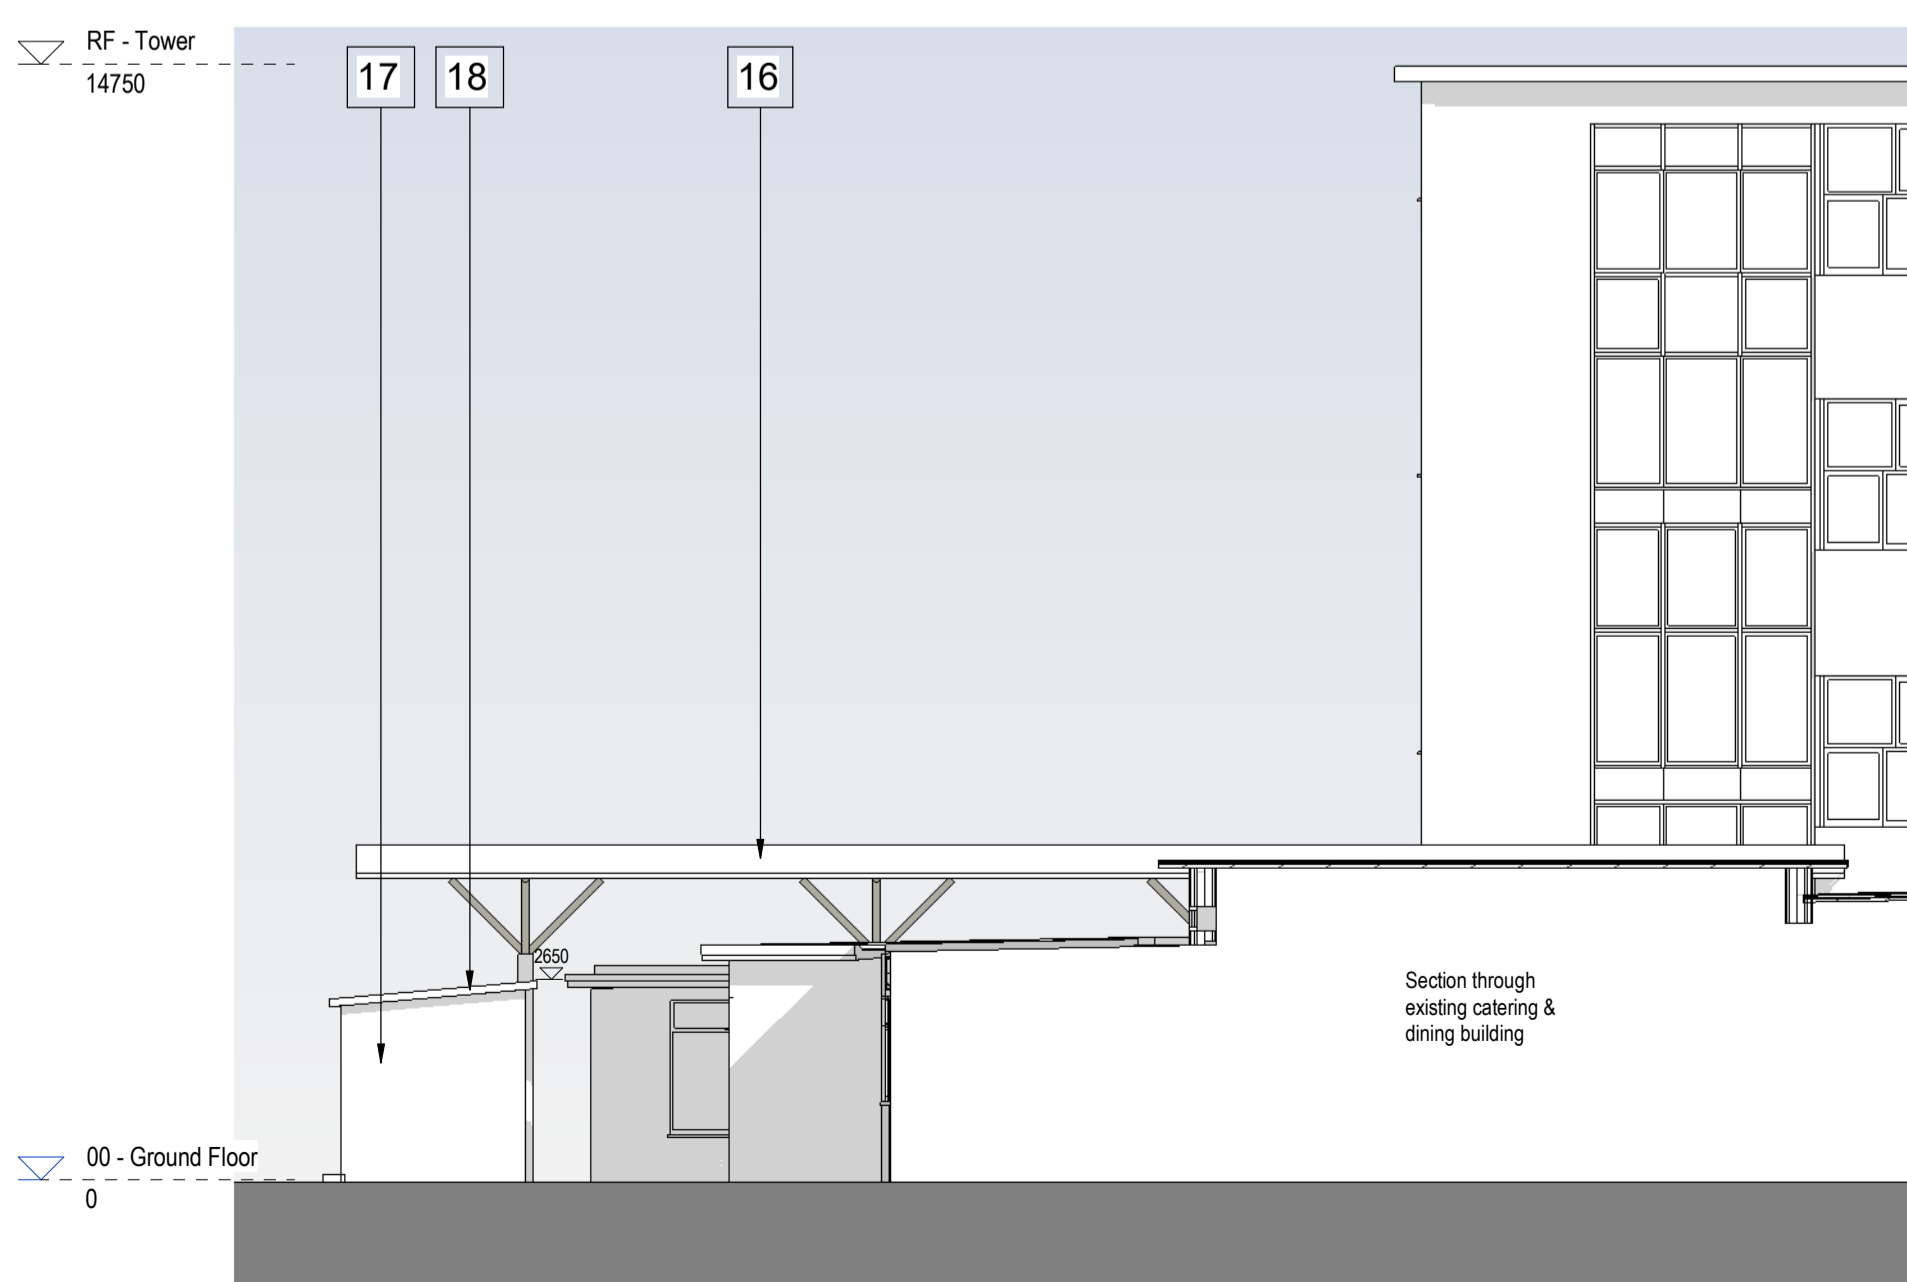 RF - Tower
14750
17
18
16
2650
Section through
existing catering &
dining building
00 - Ground Floor
0